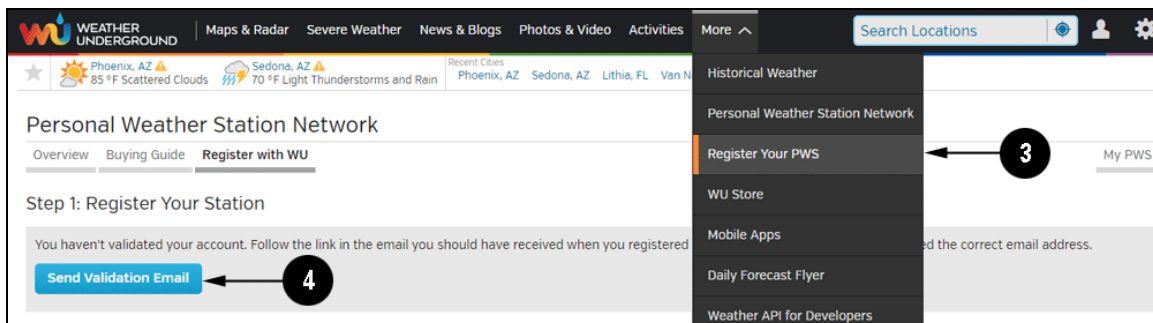 WEATHER
UNDERGROUND
Maps & Radar Severe Weather News & Blogs Photos & Video Activities More Search Locations
Recent Cities
Phoenix, AZ Sedona, AZ
85 °F Scattered Clouds 70 °F Light Thunderstorms and Rain
Phoenix, AZ Sedona, AZ Lithia, FL Van N
Historical Weather
Personal Weather Station Network
Register Your PWS
WU Store
Mobile Apps
Daily Forecast Flyer
Weather API for Developers
3
Personal Weather Station Network
Overview Buying Guide Register with WU My PWS
Step 1: Register Your Station
You haven't validated your account. Follow the link in the email you should have received when you registered ed the correct email address.
Send Validation Email
4